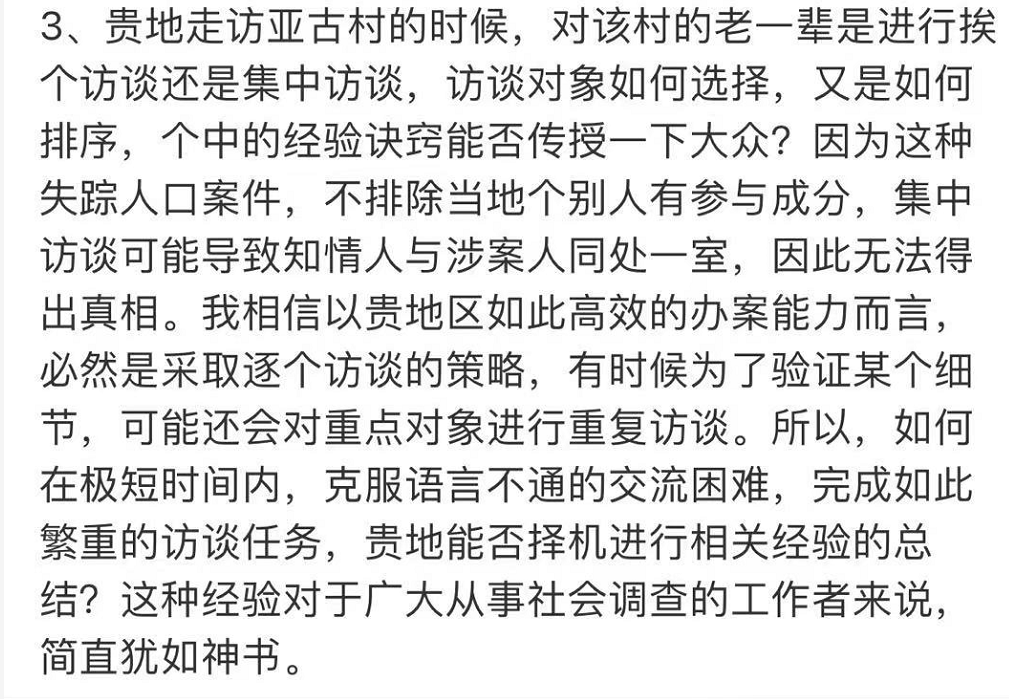 3、贵地走访亚古村的时候，对该村的老一辈是进行挨
个访谈还是集中访谈，访谈对象如何选择，又是如何
排序，个中的经验诀窍能否传授一下大众？因为这种
失踪人口案件，不排除当地个别人有参与成分，集中
访谈可能导致知情人与涉案人同处一室，因此无法得
出真相。我相信以贵地区如此高效的办案能力而言，
必然是采取逐个访谈的策略，有时候为了验证某个细
节，可能还会对重点对象进行重复访谈。所以，如何
在极短时间内，克服语言不通的交流困难，完成如此
繁重的访谈任务，贵地能否择机进行相关经验的总
结？这种经验对于广大从事社会调查的工作者来说，
简直犹如神书。